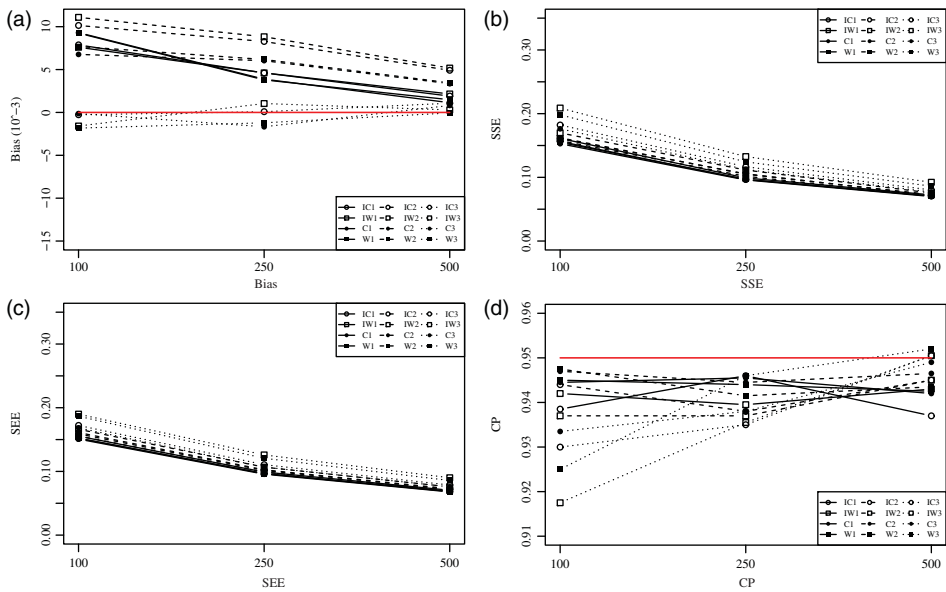 (a)
Bias (10^−3)
10
5
0
−5
−15
IC1 IC2 IC3
IW1 IW2 IW3
C1 C2 C3
W1 W2 W3
100 250 500
Bias
(b)
SSE
0.30
0.20
0.10
0.00
IC1 IC2 IC3
IW1 IW2 IW3
C1 C2 C3
W1 W2 W3
100 250 500
SSE
(c)
SEE
0.30
0.20
0.10
0.00
IC1 IC2 IC3
IW1 IW2 IW3
C1 C2 C3
W1 W2 W3
100 250 500
SEE
(d)
CP
0.96
0.95
0.94
0.93
0.92
0.91
IC1 IC2 IC3
IW1 IW2 IW3
C1 C2 C3
W1 W2 W3
100 250 500
CP